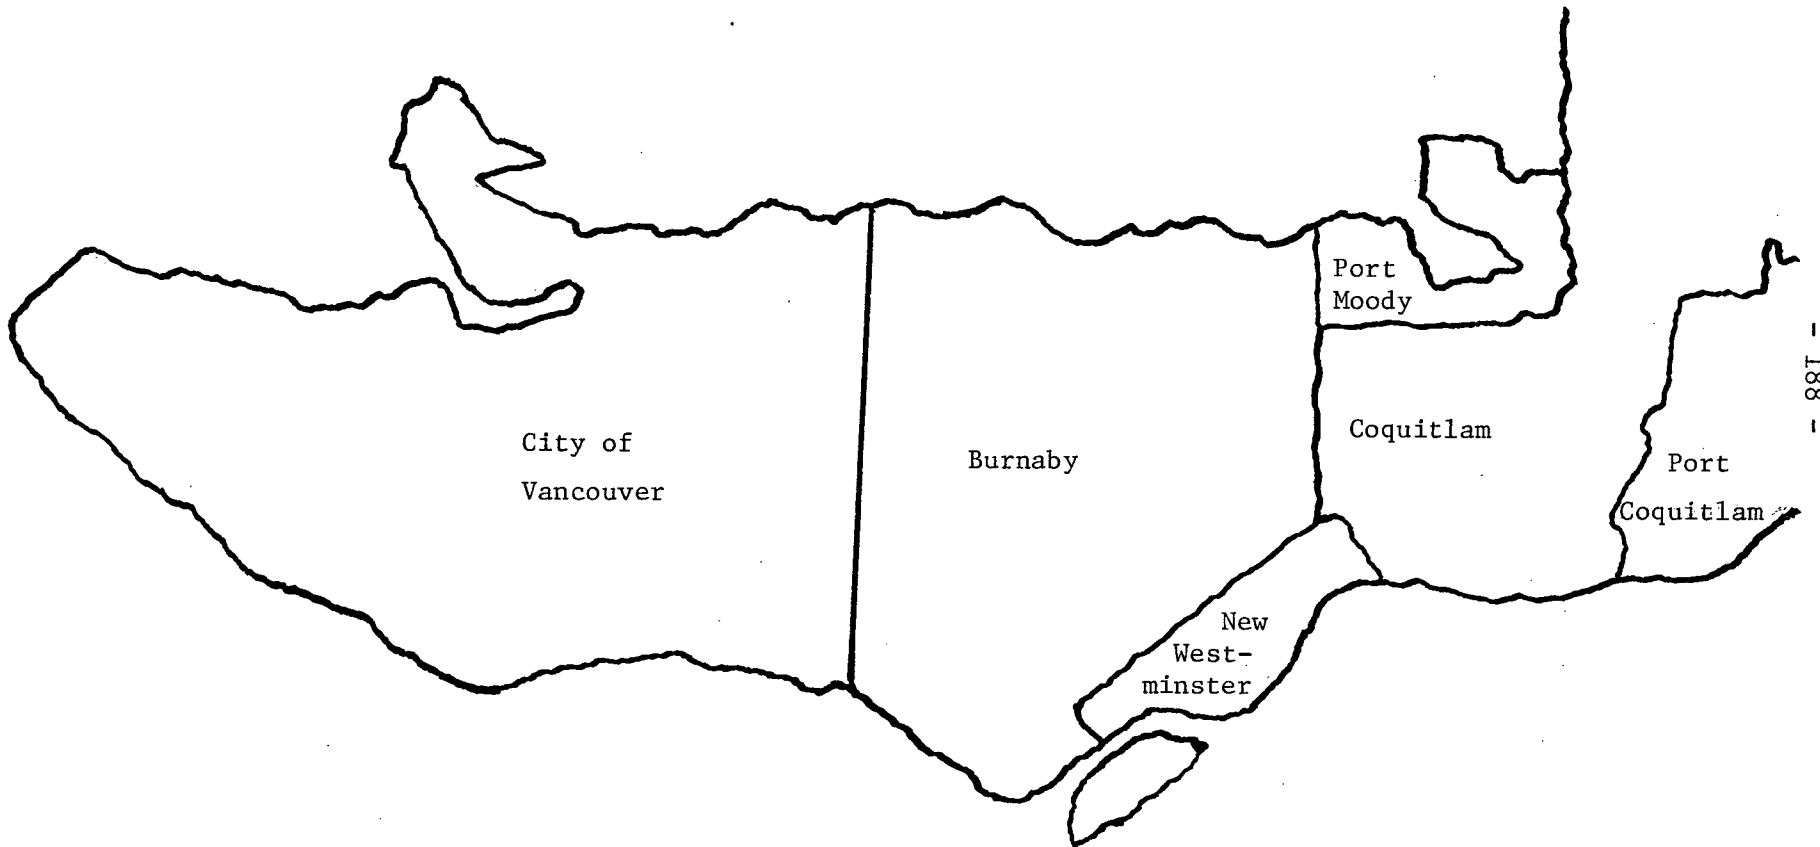 Port
Moody
- 188 -
Coquitlam
City of
Vancouver
Burnaby
Port
Coquitlam
New
West-
minster